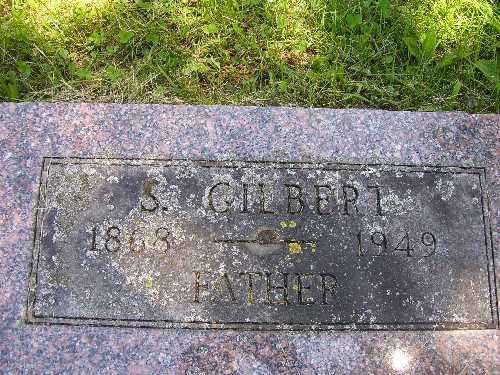 S. GILBERT
1868 — 1949
FATHER